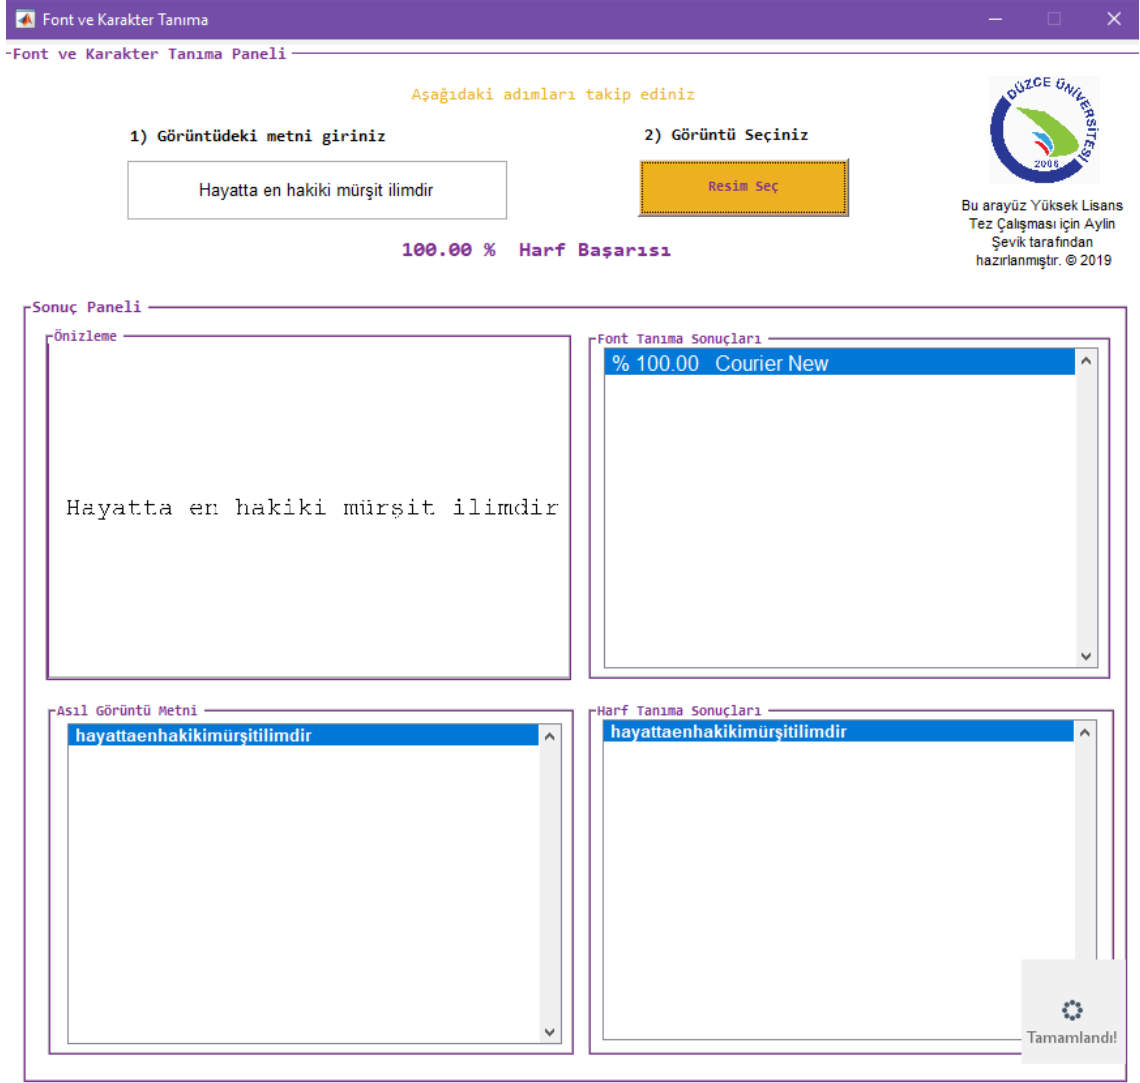 Font ve Karakter Tanıma
Font ve Karakter Tanıma Paneli
Aşağıdaki adımları takip ediniz
1) Görüntüdeki metni giriniz
2) Görüntü Seçiniz
Hayatta en hakiki mürşit ilimdir
Resim Seç
DÜZCE ÜNİVERSİTESİ
2006
Bu arayüz Yüksek Lisans
Tez Çalışması için Aylin
Şevik tarafından
hazırlanmıştır. © 2019
100.00 % Harf Başarısı
Sonuç Paneli
Önizleme
Hayatta en hakiki mürşit ilimdir
Font Tanıma Sonuçları
% 100.00 Courier New
Asıl Görüntü Metni
hayattaenhakikimürşitilimdir
Harf Tanıma Sonuçları
hayattaenhakikimürşitilimdir
Tamamlandı!